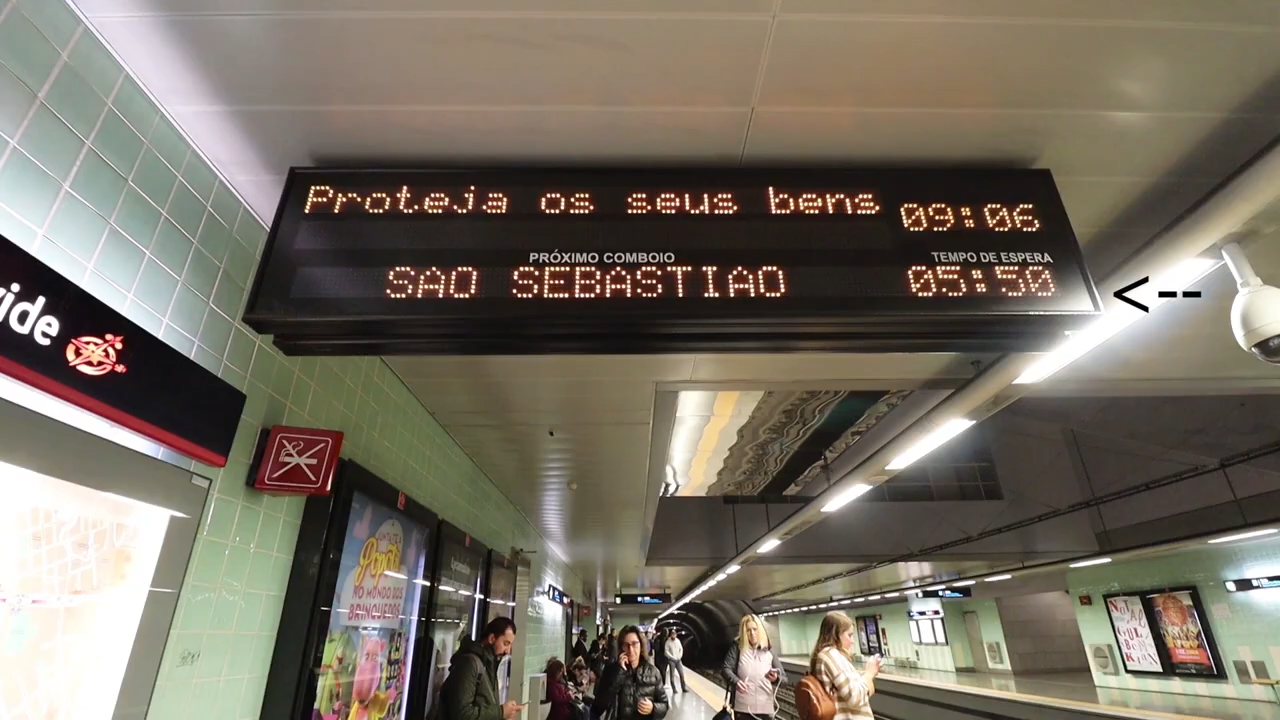 Proteja os seus bens
09:06
PRÓXIMO COMBOIO
TEMPO DE ESPERA
SAO SEBASTIAO
05:50
<--
ide
Popota
NO MUNDO DOS
BRINQUEDOS